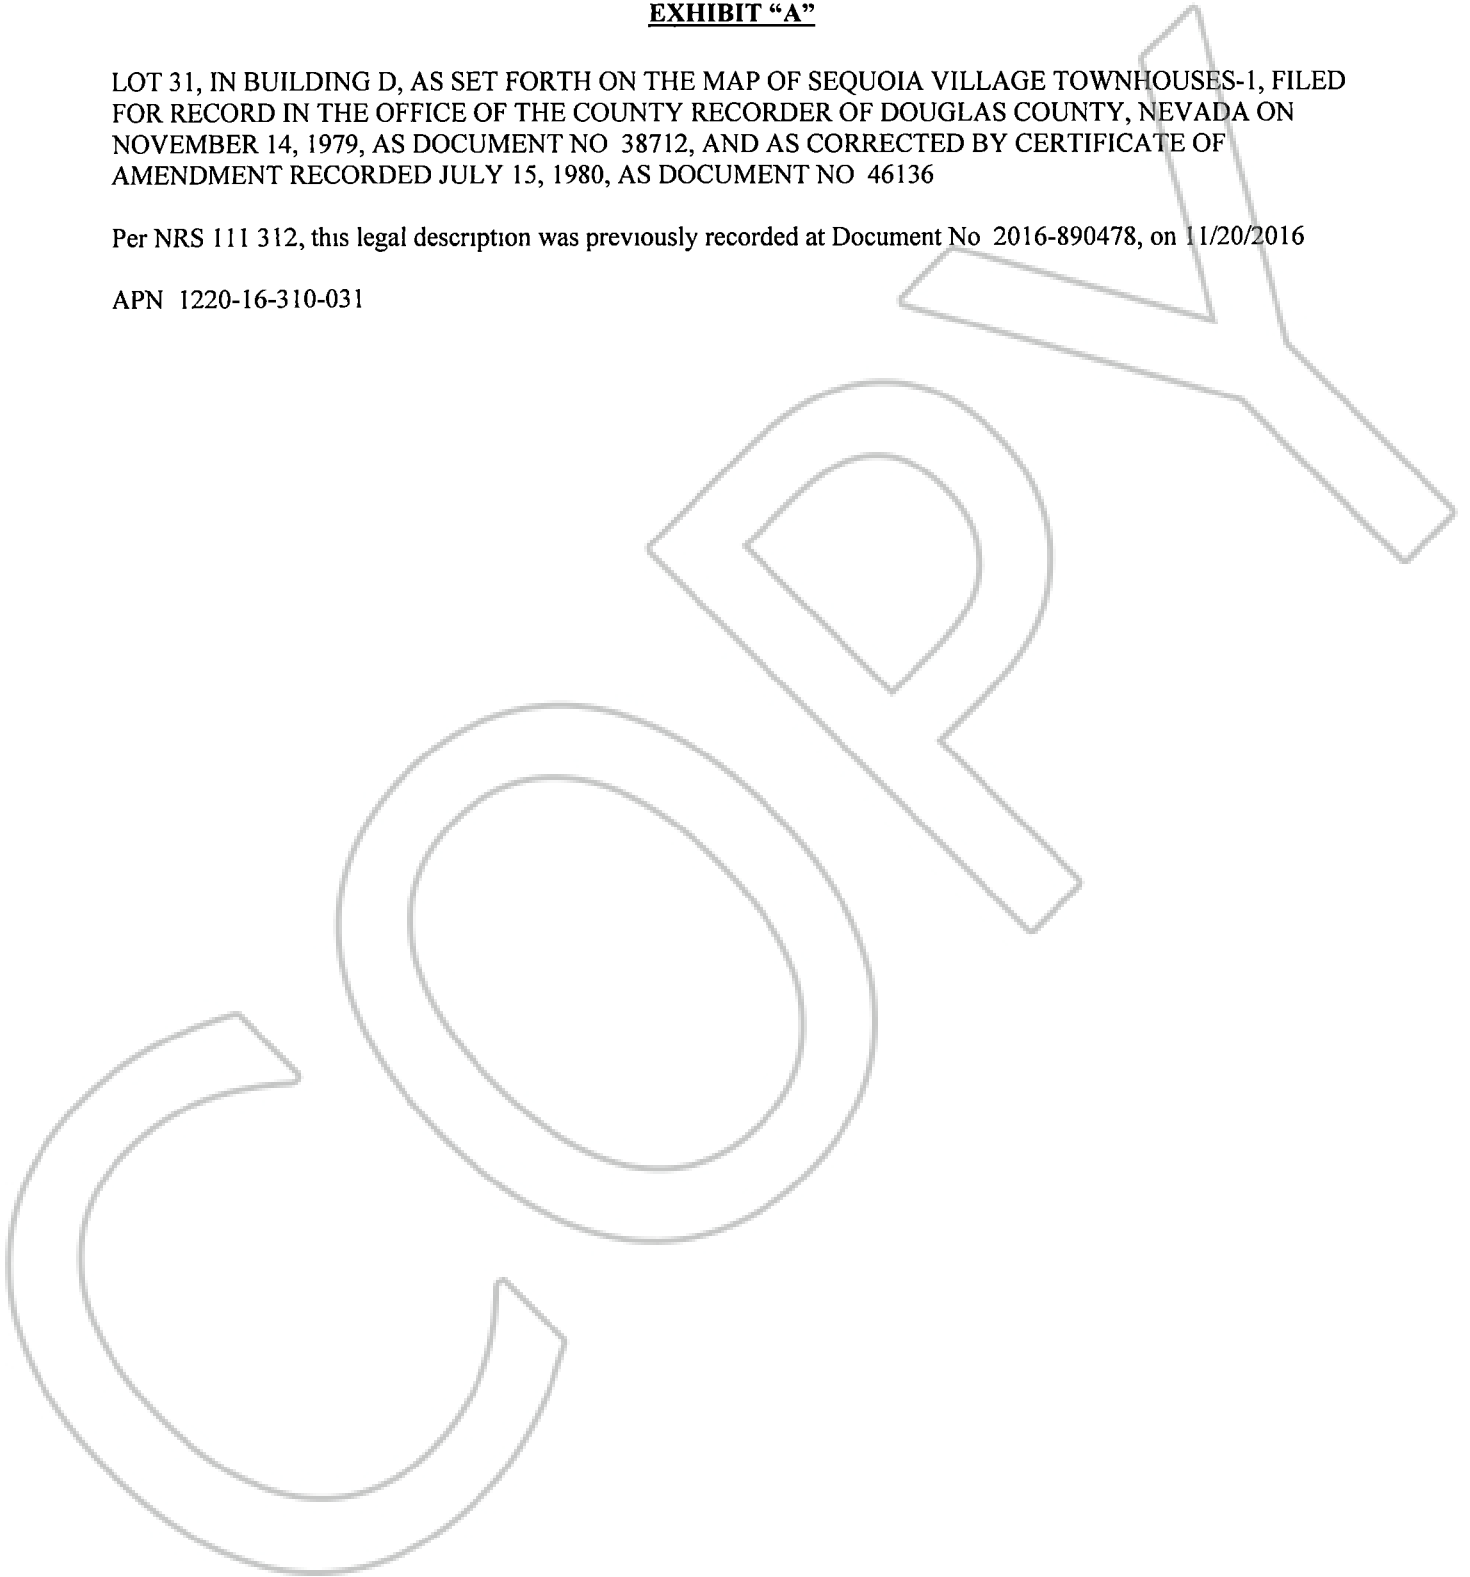 EXHIBIT “A”
LOT 31, IN BUILDING D, AS SET FORTH ON THE MAP OF SEQUOIA VILLAGE TOWNHOUSES-1, FILED
FOR RECORD IN THE OFFICE OF THE COUNTY RECORDER OF DOUGLAS COUNTY, NEVADA ON
NOVEMBER 14, 1979, AS DOCUMENT NO 38712, AND AS CORRECTED BY CERTIFICATE OF
AMENDMENT RECORDED JULY 15, 1980, AS DOCUMENT NO 46136
Per NRS 111 312, this legal description was previously recorded at Document No 2016-890478, on 11/20/2016
APN 1220-16-310-031
COPY